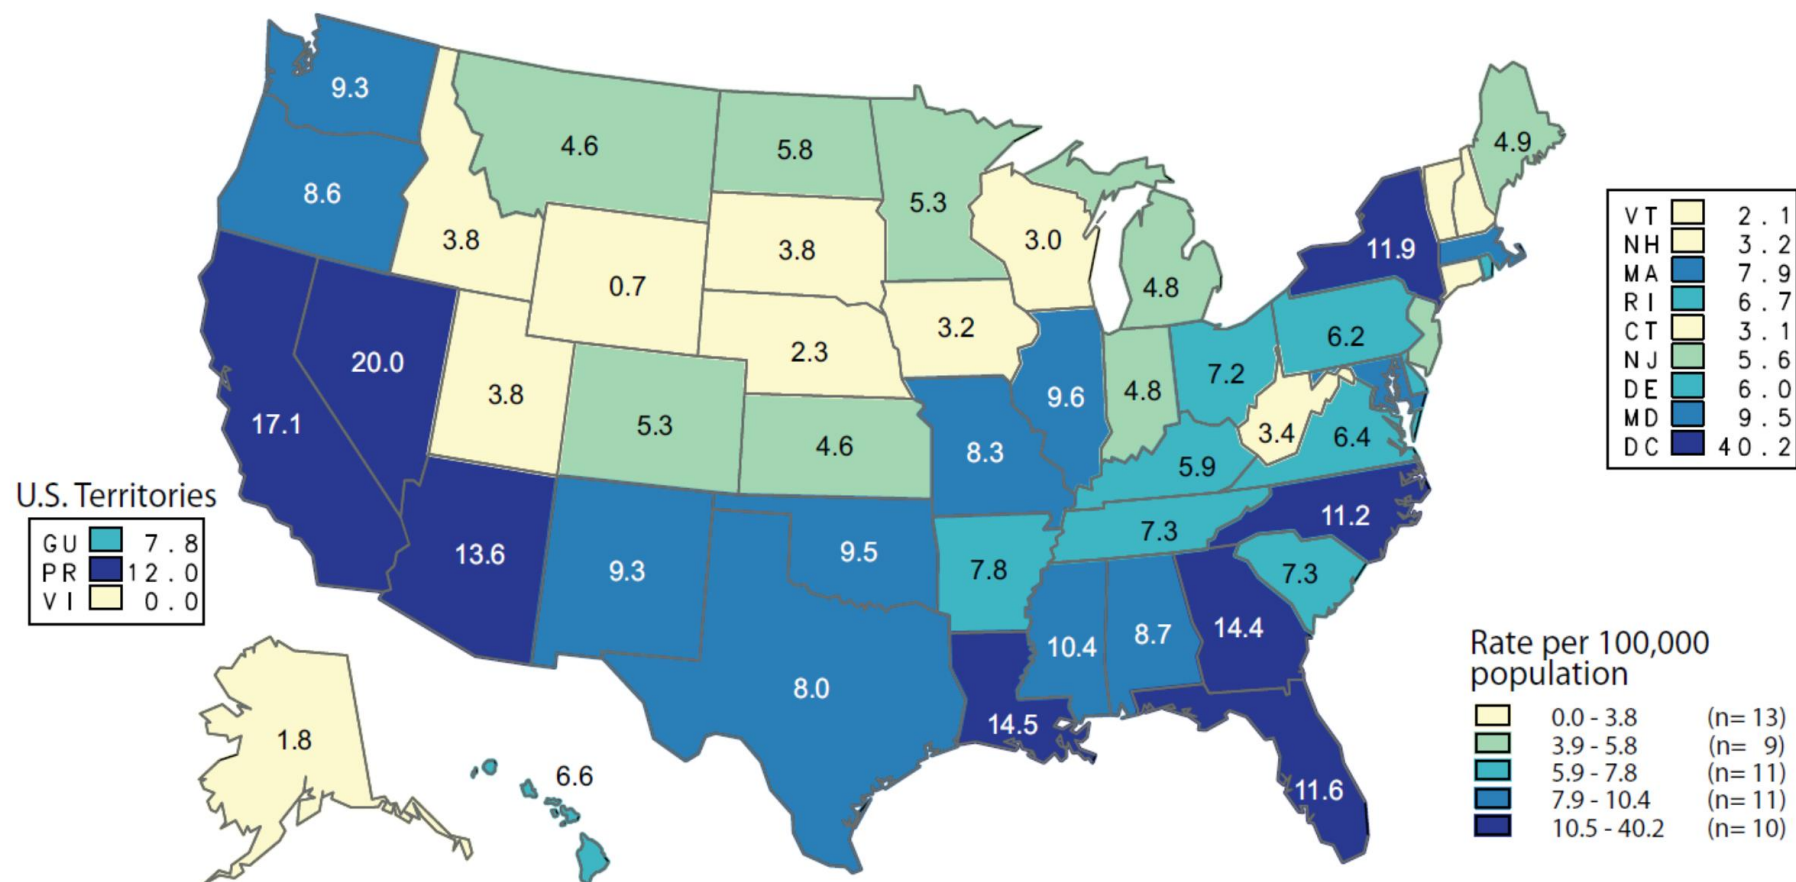 9.3
4.6
5.8
4.9
8.6
5.3
3.8
3.8
3.0
11.9
0.7
4.8
3.2
6.2
2.3
20.0
7.2
3.8
9.6
4.8
17.1
5.3
4.6
8.3
3.4
6.4
5.9
11.2
7.3
13.6
9.3
9.5
7.8
7.3
10.4
8.7
14.4
8.0
14.5
1.8
6.6
11.6
VT 2.1
NH 3.2
MA 7.9
RI 6.7
CT 3.1
NJ 5.6
DE 6.0
MD 9.5
DC 40.2
U.S. Territories
GU 7.8
PR 12.0
VI 0.0
Rate per 100,000
population
0.0 - 3.8 (n= 13)
3.9 - 5.8 (n= 9)
5.9 - 7.8 (n= 11)
7.9 - 10.4 (n= 11)
10.5 - 40.2 (n= 10)